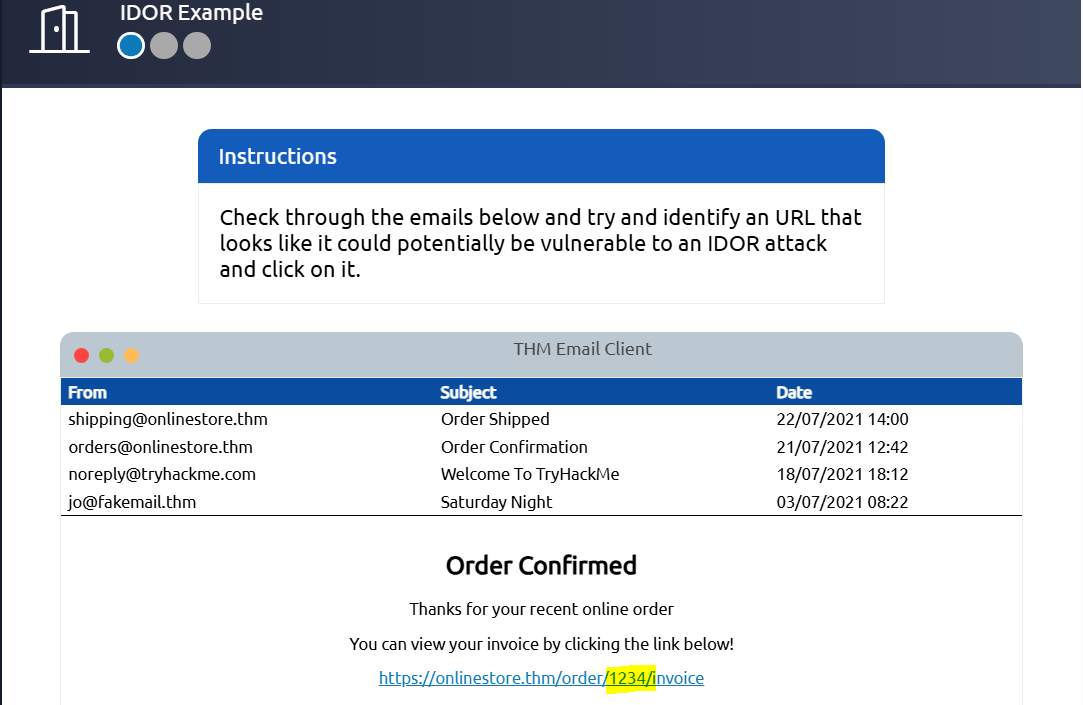 IDOR Example
Instructions
Check through the emails below and try and identify an URL that
looks like it could potentially be vulnerable to an IDOR attack
and click on it.
THM Email Client
From Subject Date
shipping@onlinestore.thm Order Shipped 22/07/2021 14:00
orders@onlinestore.thm Order Confirmation 21/07/2021 12:42
noreply@tryhackme.com Welcome To TryHackMe 18/07/2021 18:12
jo@fakemail.thm Saturday Night 03/07/2021 08:22
Order Confirmed
Thanks for your recent online order
You can view your invoice by clicking the link below!
https://onlinestore.thm/order/1234/invoice